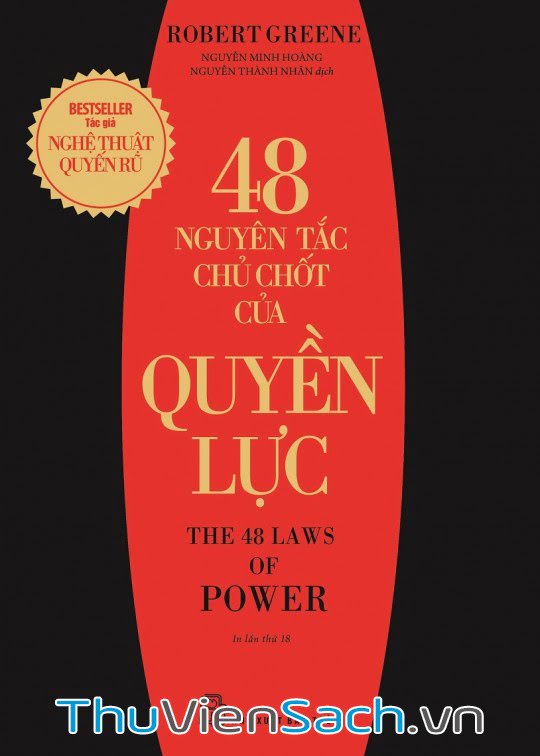 ROBERT GREENE
NGUYỄN MINH HOÀNG
NGUYỄN THÀNH NHÂN dịch
BESTSELLER
Tác giả
NGHỆ THUẬT
QUYẾN RŨ
48
NGUYÊN TẮC
CHỦ CHỐT
CỦA
QUYỀN
LỰC
THE 48 LAWS
OF
POWER
In lần thứ 18
ThuVienSach.vn